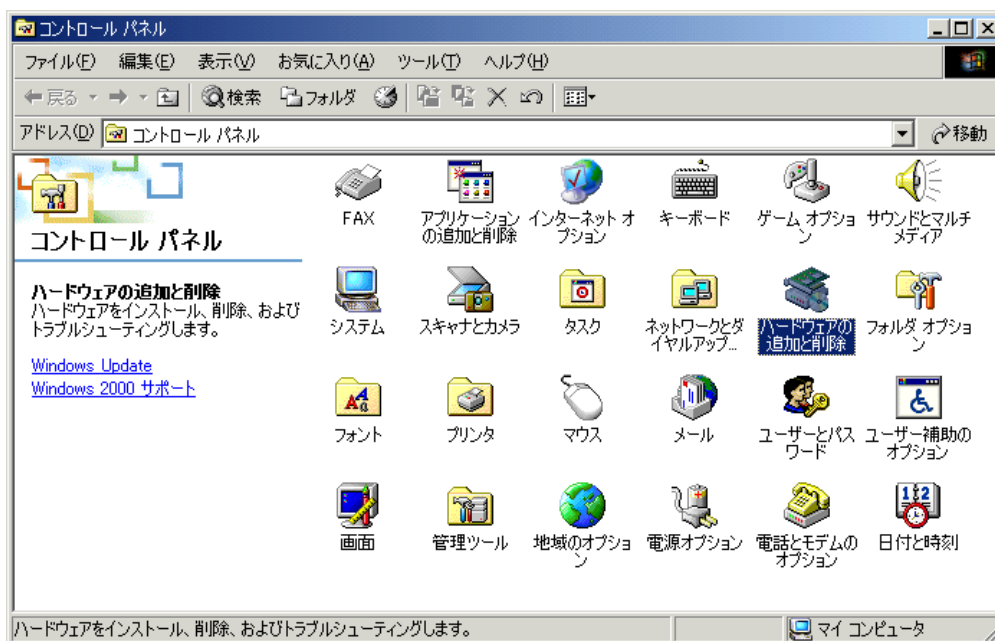 コントロール パネル
ファイル(F) 編集(E) 表示(V) お気に入り(A) ツール(T) ヘルプ(H)
戻る 検索 フォルダ
アドレス(D) コントロール パネル 移動
コントロール パネル
ハードウェアの追加と削除
ハードウェアをインストール、削除、および
トラブルシューティングします。
Windows Update
Windows 2000 サポート
FAX
アプリケーション
の追加と削除
インターネット オ
プション
キーボード
ゲーム オプショ
ン
サウンドとマルチ
メディア
システム
スキャナとカメラ
タスク
ネットワークとダ
イヤルアップ...
ハードウェアの
追加と削除
フォルダ オプショ
ン
フォント
プリンタ
マウス
メール
ユーザーとパス
ワード
ユーザー補助の
オプション
画面
管理ツール
地域のオプショ
ン
電源オプション
電話とモデムの
オプション
日付と時刻
ハードウェアをインストール、削除、およびトラブルシューティングします。
マイ コンピュータ